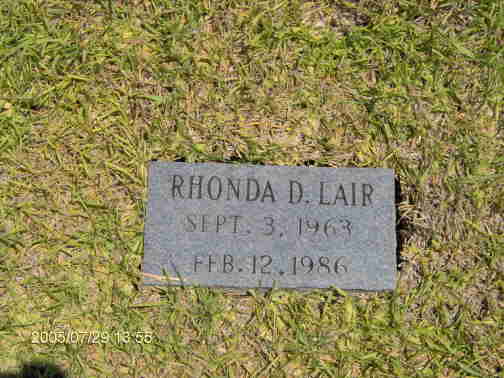 RHONDA D. LAIR
SEPT. 3, 1963
FEB. 12, 1986
2005/07/29 13:55